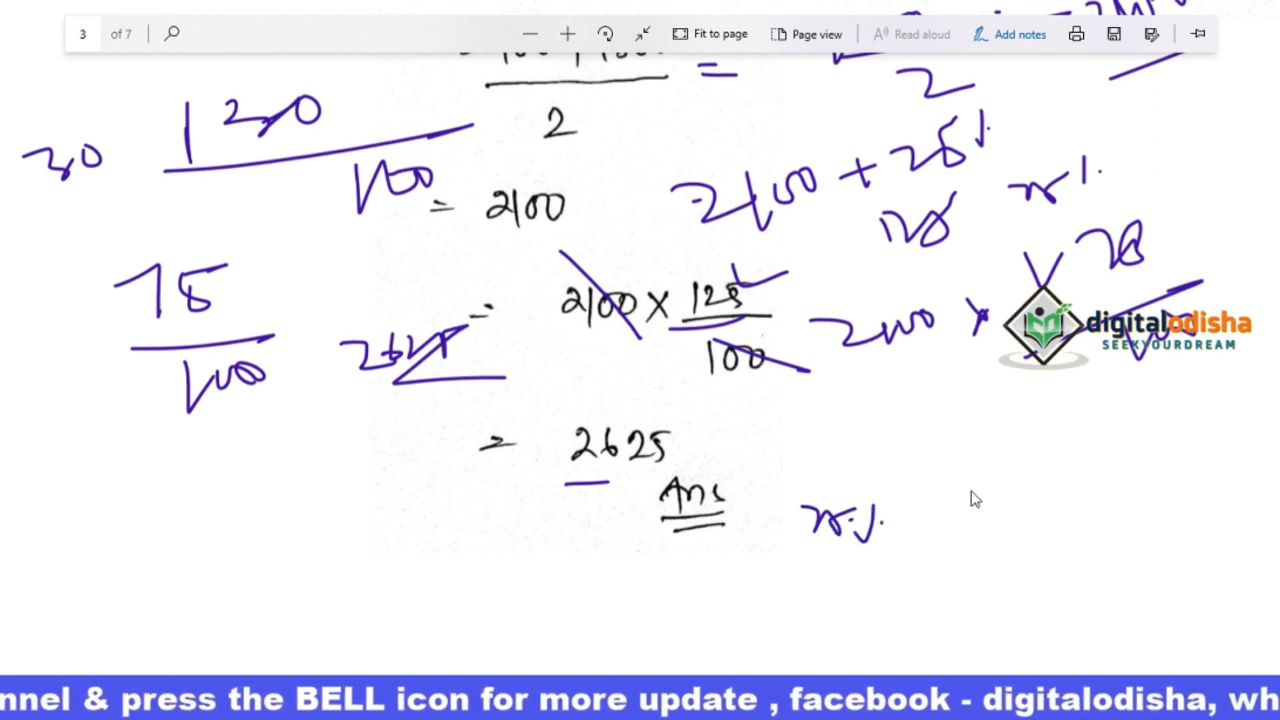 3 of 7 Fit to page Page view Read aloud Add notes
=
2
2
130
30
100
= 2100
2100 + 25%
125
75
100
= 2100 × 125
100
2625
2100 ×
digitalodisha
SEEKYOURDREAM
= 2625
Ans
nnel & press the BELL icon for more update , facebook - digitalodisha, wh